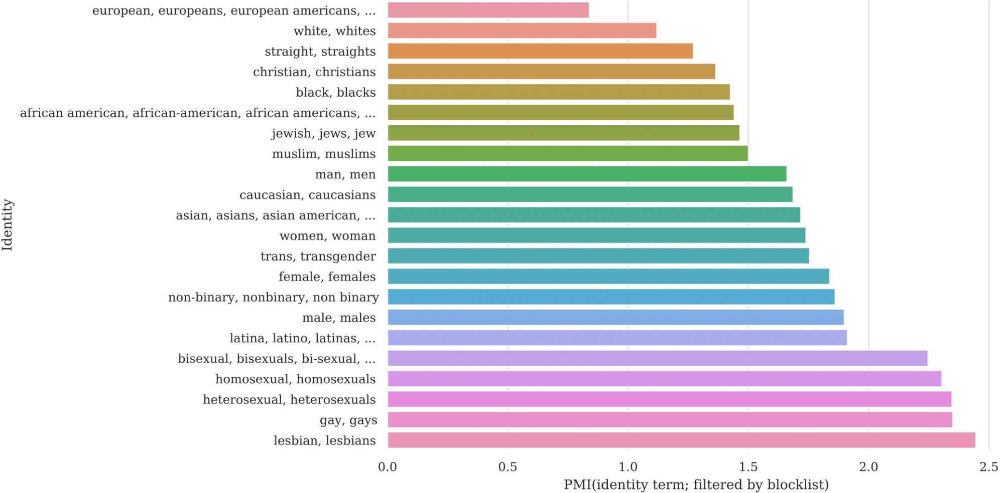 european, europeans, european americans, ...
white, whites
straight, straights
christian, christians
black, blacks
african american, african-american, african americans, ...
jewish, jews, jew
muslim, muslims
man, men
caucasian, caucasians
asian, asians, asian american, ...
women, woman
trans, transgender
female, females
non-binary, nonbinary, non binary
male, males
latina, latino, latinas, ...
bisexual, bisexuals, bi-sexual, ...
homosexual, homosexuals
heterosexual, heterosexuals
gay, gays
lesbian, lesbians
Identity
0.0 0.5 1.0 1.5 2.0 2.5
PMI(identity term; filtered by blocklist)